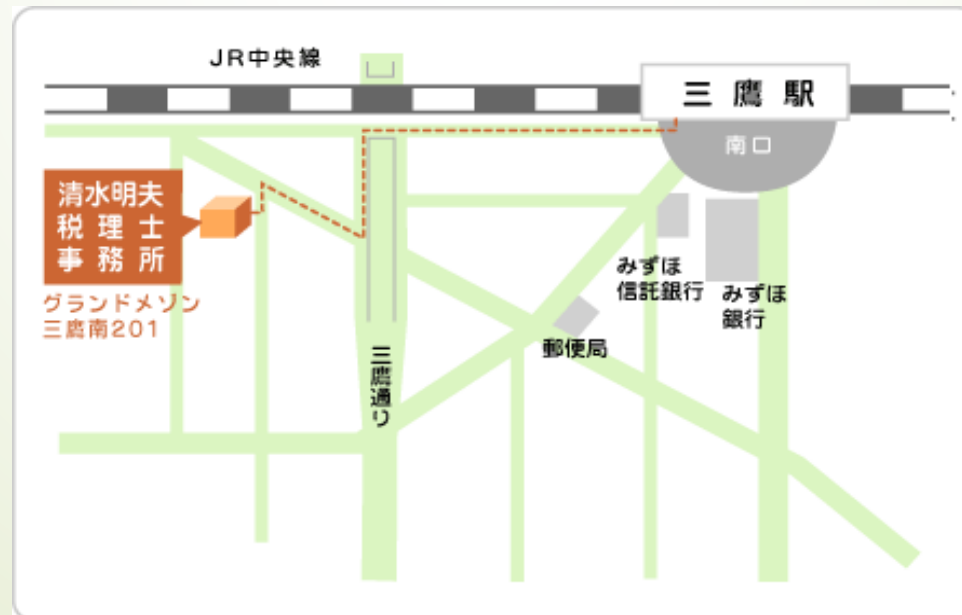 JR中央線
三鷹駅
南口
清水明夫
税理士
事務所
グランドメゾン
三鷹南201
みずほ
信託銀行
みずほ
銀行
郵便局
三鷹通り